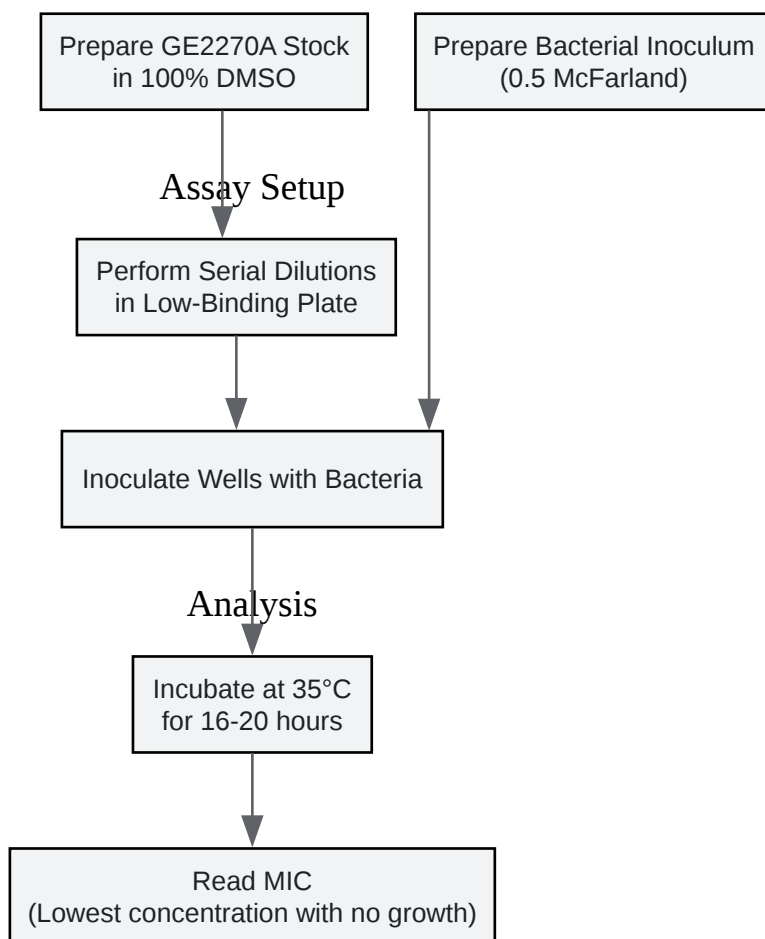 Prepare GE2270A Stock
in 100% DMSO
Prepare Bacterial Inoculum
(0.5 McFarland)
Assay Setup
Perform Serial Dilutions
in Low-Binding Plate
Inoculate Wells with Bacteria
Analysis
Incubate at 35°C
for 16-20 hours
Read MIC
(Lowest concentration with no growth)